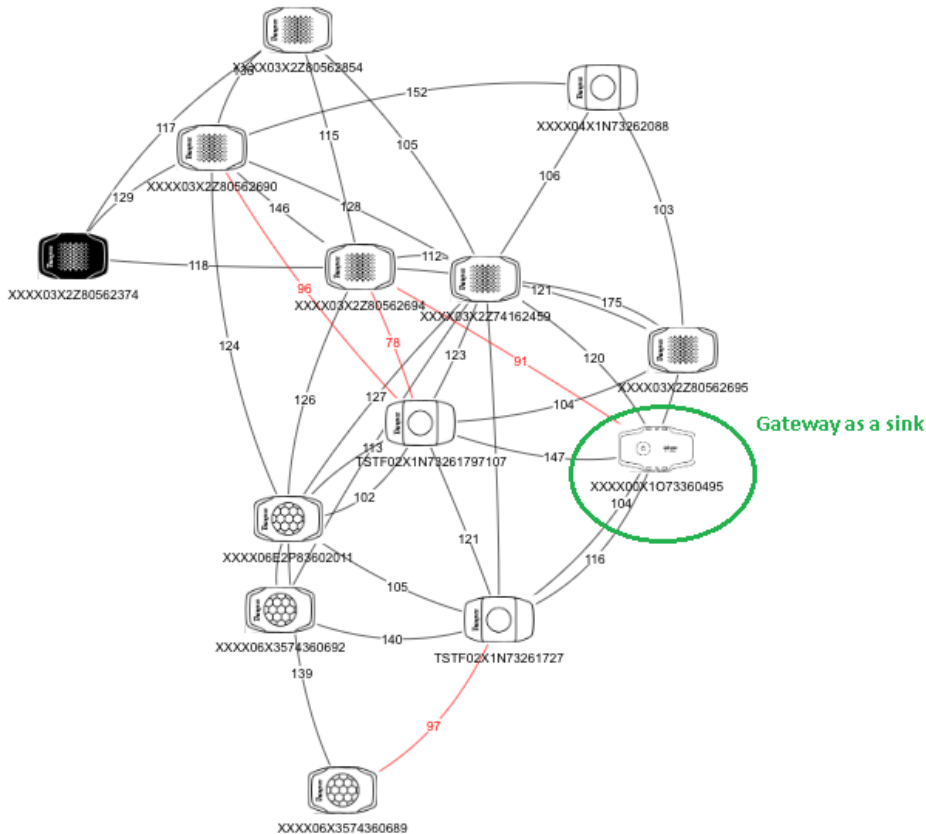 XXXX03X2Z80562854
152
XXXX04X1N73262088
117
115
105
XXXX03X2Z80562690
106
129
146
128
103
112
118
XXXX03X2Z80562374
96
XXXX03X2Z80562694
XXXX03X2Z74162459
121
175
124
78
123
91
120
XXXX03X2Z80562695
126
127
104
Gateway as a sink
113
TSTF02X1N73261797107
147
XXXX00X1O73360495
102
104
XXXX06E2P83602011
121
116
105
XXXX06X3574360692
140
TSTF02X1N73261727
139
97
XXXX06X3574360689